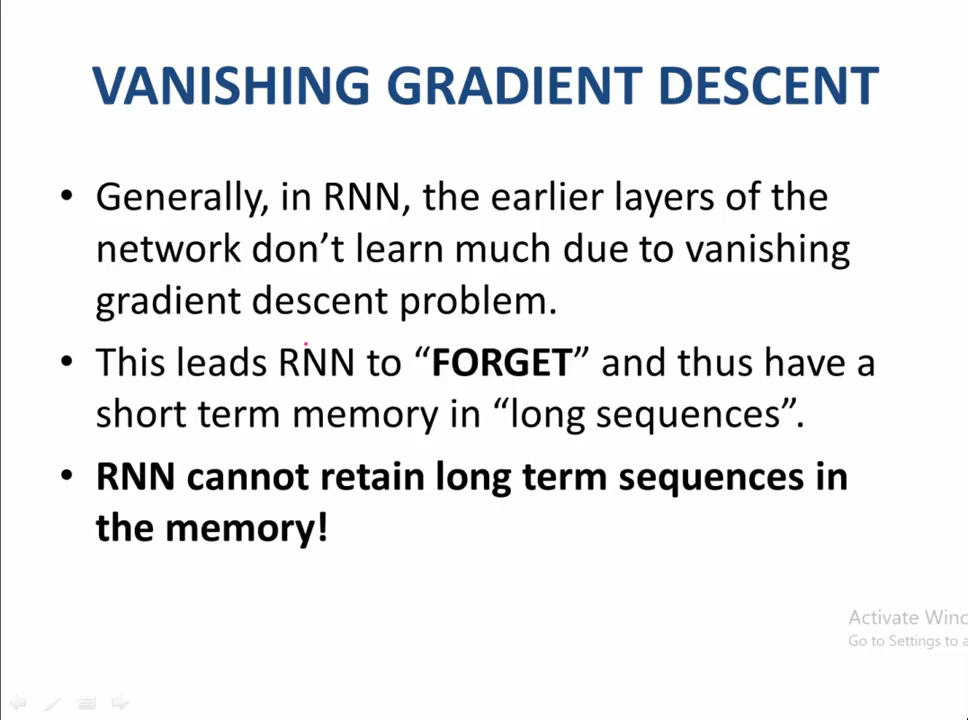 VANISHING GRADIENT DESCENT
• Generally, in RNN, the earlier layers of the
network don’t learn much due to vanishing
gradient descent problem.
• This leads RNN to “FORGET” and thus have a
short term memory in “long sequences”.
• RNN cannot retain long term sequences in
the memory!
Activate
Go to Settings to